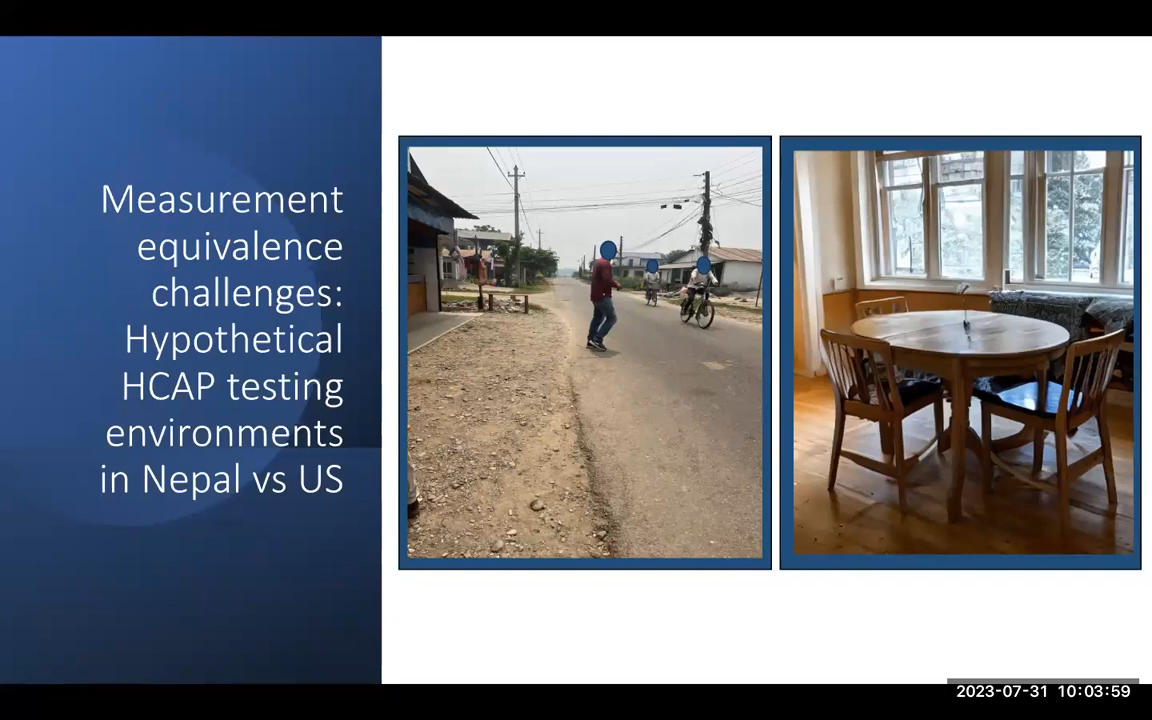 Measurement
equivalence
challenges:
Hypothetical
HCAP testing
environments
in Nepal vs US
2023-07-31 10:03:59